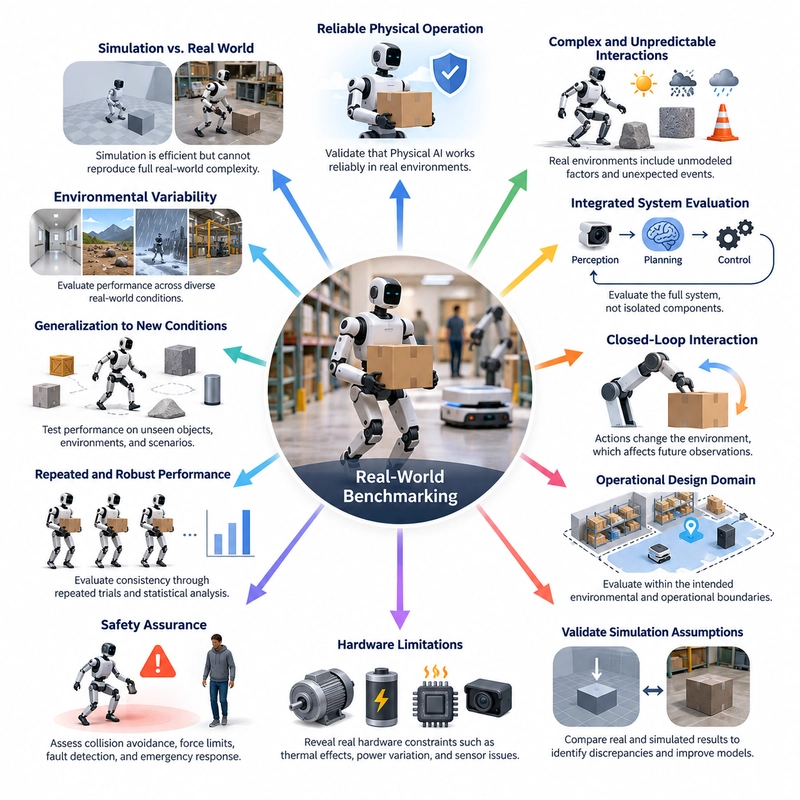 Reliable Physical Operation
Validate that Physical AI works
reliably in real environments.
Simulation vs. Real World
Simulation is efficient but cannot
reproduce full real-world complexity.
Complex and Unpredictable
Interactions
Real environments include unmodeled
factors and unexpected events.
Environmental Variability
Evaluate performance across diverse
real-world conditions.
Integrated System Evaluation
Perception
Planning
Control
Evaluate the full system,
not isolated components.
Generalization to New Conditions
Test performance on unseen objects,
environments, and scenarios.
Closed-Loop Interaction
Actions change the environment,
which affects future observations.
Real-World
Benchmarking
Repeated and Robust Performance
Evaluate consistency through
repeated trials and statistical analysis.
Operational Design Domain
Evaluate within the intended
environmental and operational boundaries.
Safety Assurance
Assess collision avoidance, force limits,
fault detection, and emergency response.
Hardware Limitations
Reveal real hardware constraints such as
thermal effects, power variation, and sensor issues.
Validate Simulation Assumptions
Compare real and simulated results to
identify discrepancies and improve models.